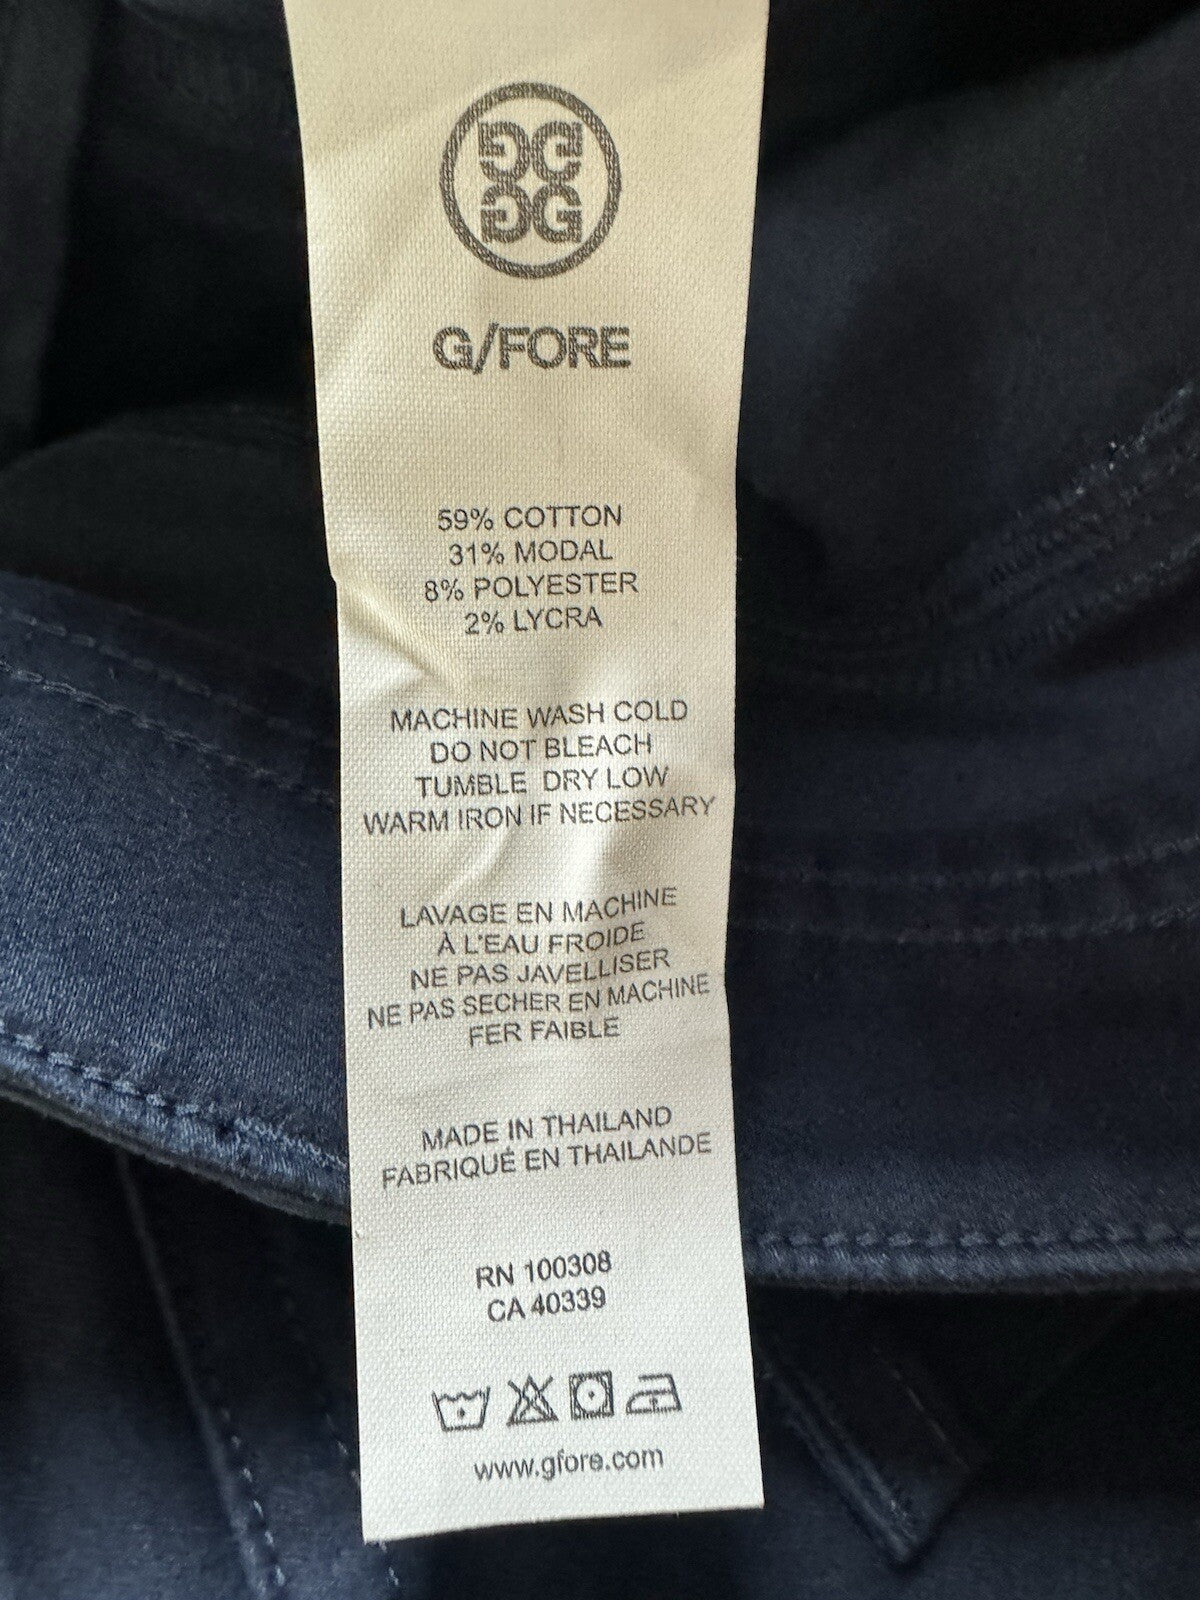 G/FORE
59% COTTON
31% MODAL
8% POLYESTER
2% LYCRA
MACHINE WASH COLD
DO NOT BLEACH
TUMBLE DRY LOW
WARM IRON IF NECESSARY
LAVAGE EN MACHINE
À L'EAU FROIDE
NE PAS JAVELLISER
NE PAS SECHER EN MACHINE
FER FAIBLE
MADE IN THAILAND
FABRIQUÉ EN THAILANDE
RN 100308
CA 40339
www.gfore.com